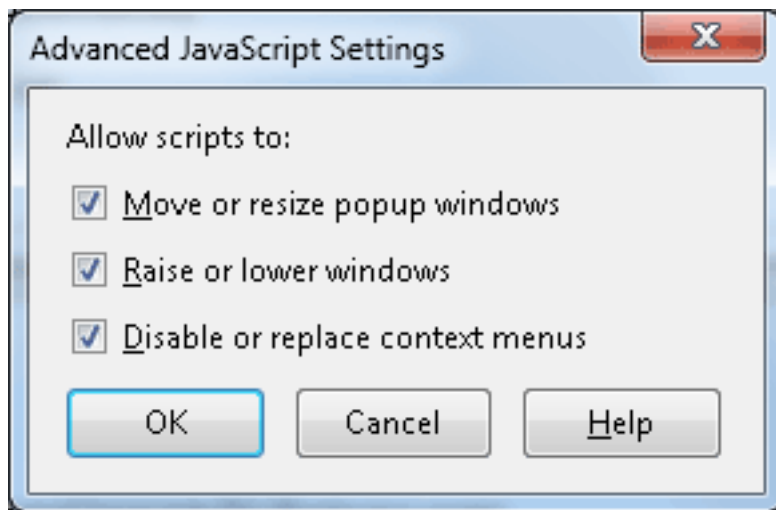 Advanced JavaScript Settings
Allow scripts to:
Move or resize popup windows
Raise or lower windows
Disable or replace context menus
OK Cancel Help